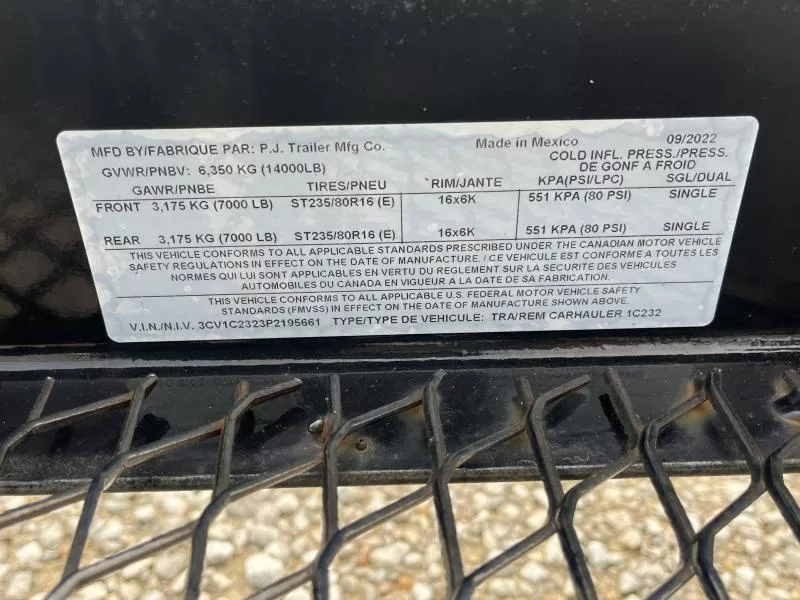 MFD BY/FABRIQUE PAR: P.J. Trailer Mfg Co. Made in Mexico 09/2022
GVWR/PNBV: 6,350 KG (14000LB) COLD INFL. PRESS./PRESS.
DE GONF A FROID
GAWR/PNBE TIRES/PNEU `RIM/JANTE KPA(PSI/LPC) SGL/DUAL
FRONT 3,175 KG (7000 LB) ST235/80R16 (E) 16x6K 551 KPA (80 PSI) SINGLE
REAR 3,175 KG (7000 LB) ST235/80R16 (E) 16x6K 551 KPA (80 PSI) SINGLE
THIS VEHICLE CONFORMS TO ALL APPLICABLE STANDARDS PRESCRIBED UNDER THE CANADIAN MOTOR VEHICLE
SAFETY REGULATIONS IN EFFECT ON THE DATE OF MANUFACTURE. / CE VEHICULE EST CONFORME A TOUTES LES
NORMES QUI LUI SONT APPLICABLES EN VERTU DU REGLEMENT SUR LA SECURITE DES VEHICULES
AUTOMOBILES DU CANADA EN VIGUEUR A LA DATE DE SA FABRICATION.
THIS VEHICLE CONFORMS TO ALL APPLICABLE U.S. FEDERAL MOTOR VEHICLE SAFETY
STANDARDS (FMVSS) IN EFFECT ON THE DATE OF MANUFACTURE SHOWN ABOVE.
V.I.N./N.I.V. 3CV1C2323P2195661 TYPE/TYPE DE VEHICULE: TRA/REM CARHAULER 1C232